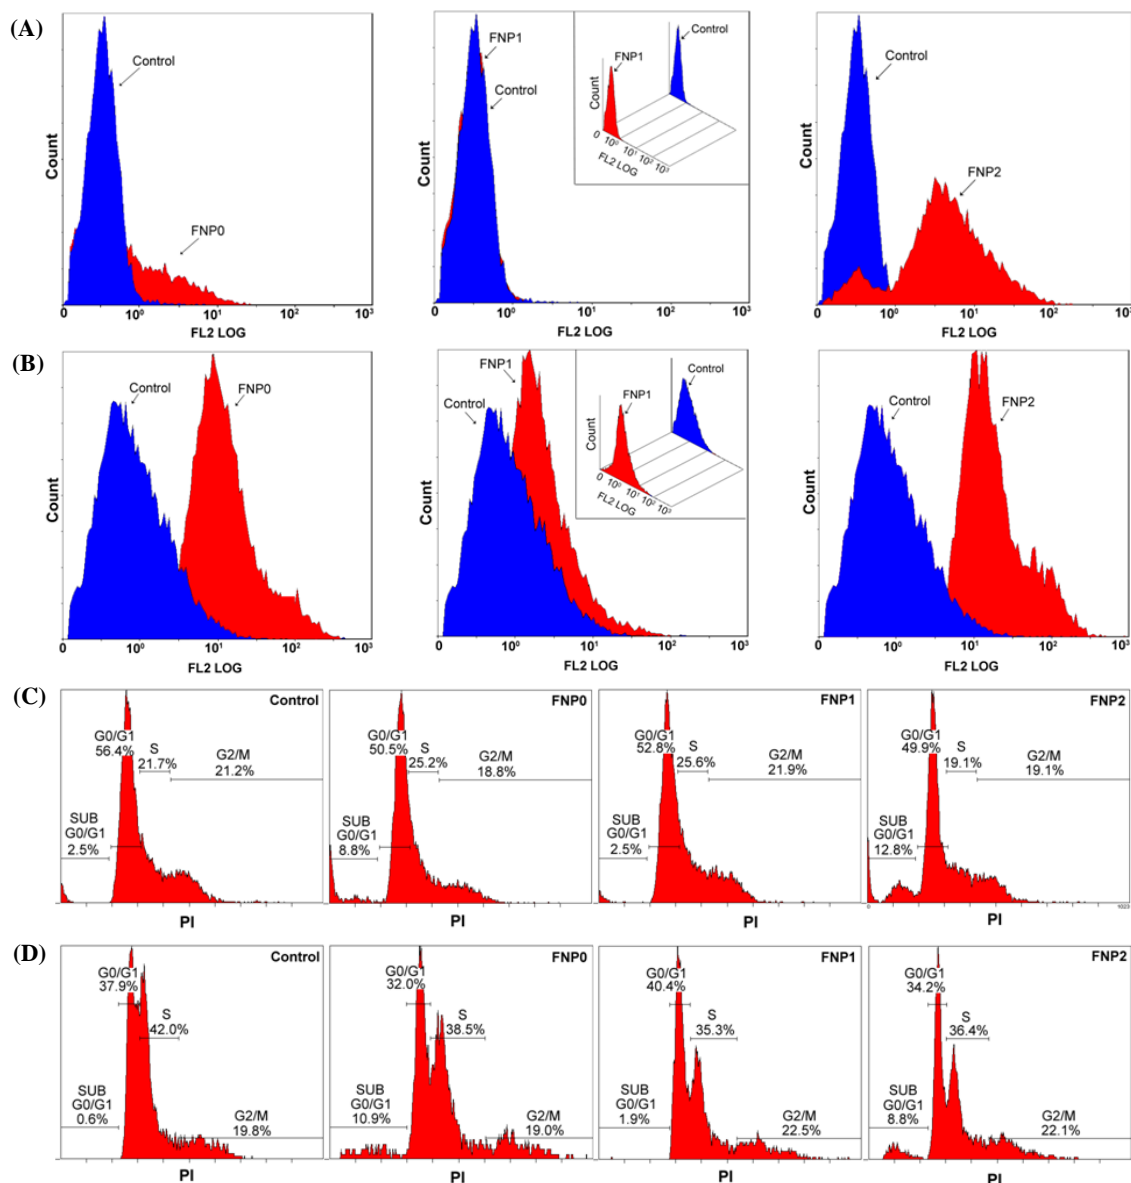 (A)
Control
FNP0
Count
0 10⁰ 10¹ 10² 10³
FL2 LOG
FNP1
Control
Count
0 10⁰ 10¹ 10² 10³
FL2 LOG
Control
FNP1
Count
0 10⁰ 10¹ 10² 10³
FL2 LOG
Control
FNP2
Count
0 10⁰ 10¹ 10² 10³
FL2 LOG
(B)
Control
FNP0
Count
0 10⁰ 10¹ 10² 10³
FL2 LOG
FNP1
Control
Count
0 10⁰ 10¹ 10² 10³
FL2 LOG
Control
FNP1
Count
0 10⁰ 10¹ 10² 10³
FL2 LOG
Control
FNP2
Count
0 10⁰ 10¹ 10² 10³
FL2 LOG
(C)
Control
G0/G1
56.4%
S
21.7%
G2/M
21.2%
SUB
G0/G1
2.5%
PI
FNP0
G0/G1
50.5%
S
25.2%
G2/M
18.8%
SUB
G0/G1
8.8%
PI
FNP1
G0/G1
52.8%
S
25.6%
G2/M
21.9%
SUB
G0/G1
2.5%
PI
FNP2
G0/G1
49.9%
S
19.1%
G2/M
19.1%
SUB
G0/G1
12.8%
0 1023
PI
(D)
Control
G0/G1
37.9%
S
42.0%
SUB
G0/G1
0.6%
G2/M
19.8%
PI
FNP0
G0/G1
32.0%
S
38.5%
SUB
G0/G1
10.9%
G2/M
19.0%
PI
FNP1
G0/G1
40.4%
S
35.3%
SUB
G0/G1
1.9%
G2/M
22.5%
PI
FNP2
G0/G1
34.2%
S
36.4%
SUB
G0/G1
8.8%
G2/M
22.1%
PI